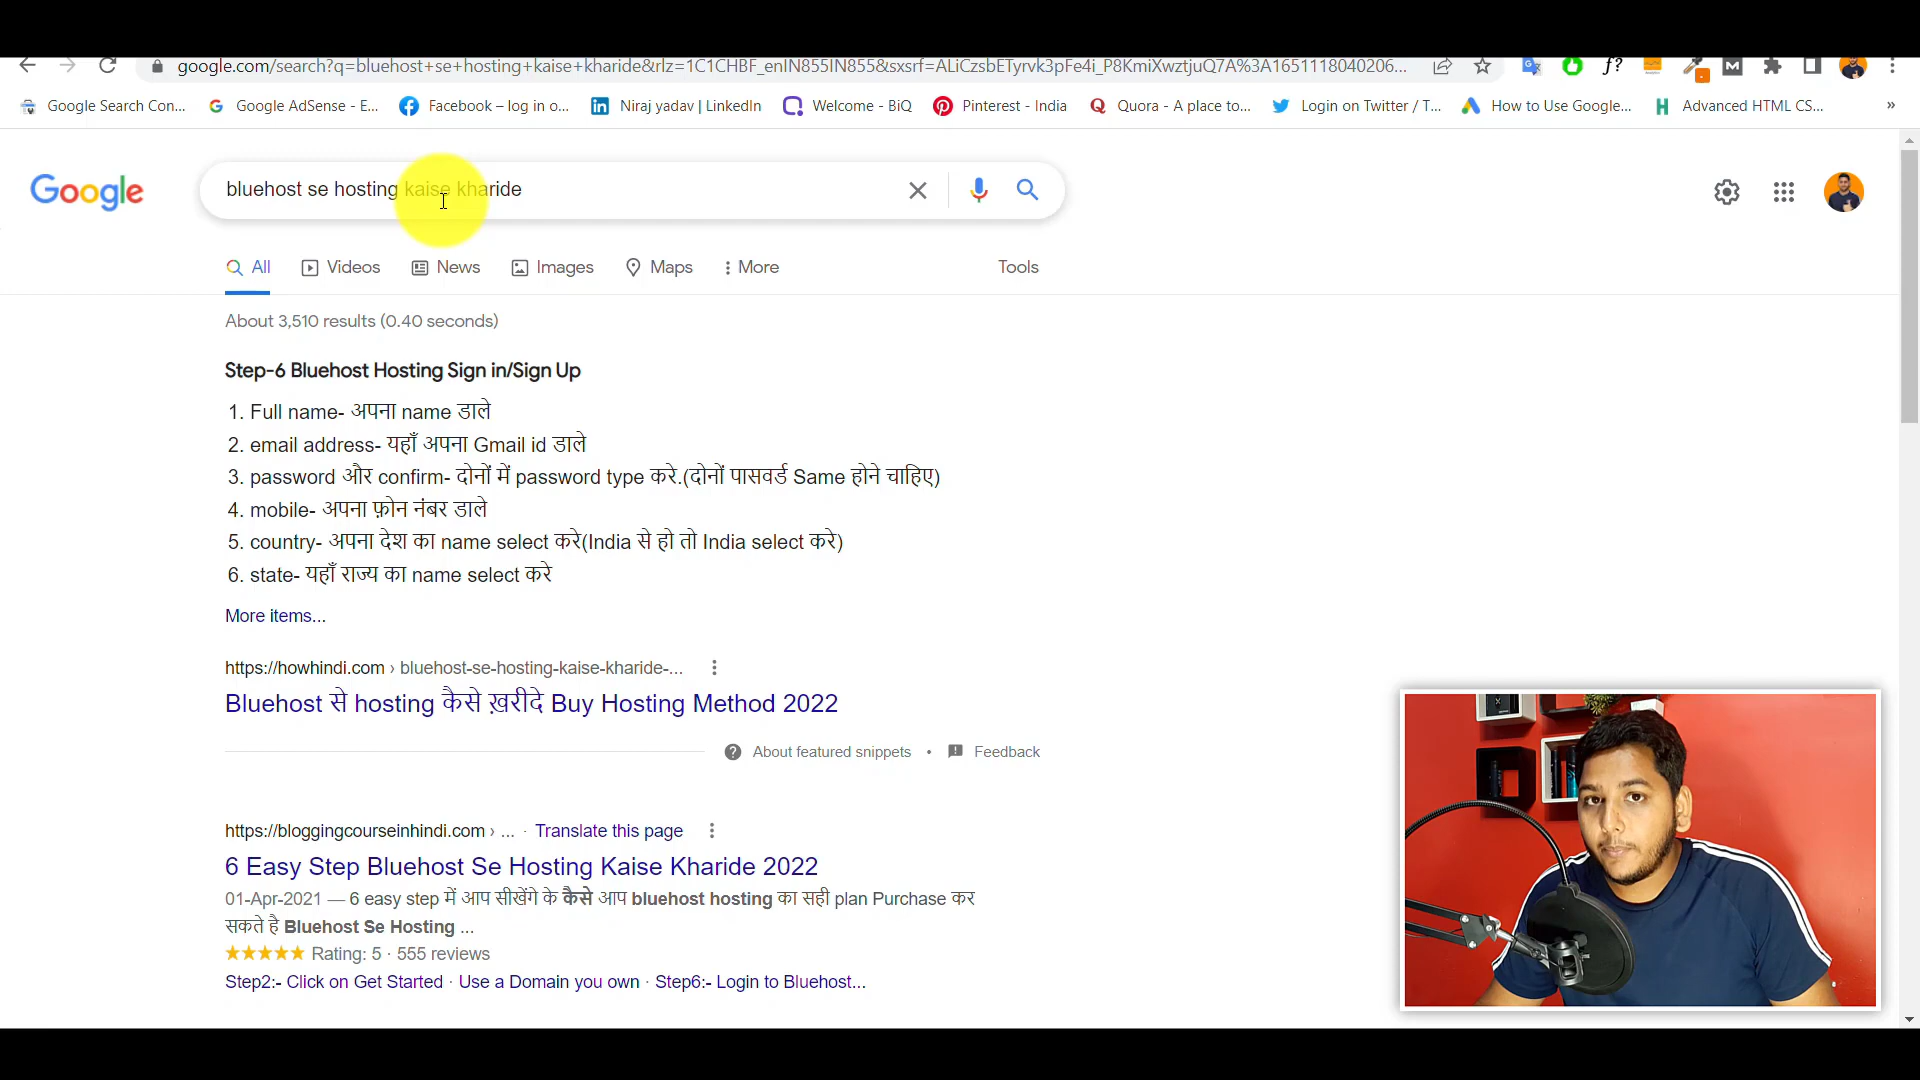 google.com/search?q=bluehost+se+hosting+kaise+kharide&rlz=1C1CHBF_enIN855IN855&sxsrf=ALiCzsbETyrvk3pFe4i_P8KmiXwztjuQ7A%3A1651118040206...
Google Search Con... Google AdSense - E... Facebook – log in o... Niraj yadav | LinkedIn Welcome - BiQ Pinterest - India Quora - A place to... Login on Twitter / T... How to Use Google... Advanced HTML CS... »
Google bluehost se hosting kaise kharide
All Videos News Images Maps More Tools
About 3,510 results (0.40 seconds)
Step-6 Bluehost Hosting Sign in/Sign Up
1. Full name- अपना name डाले
2. email address- यहाँ अपना Gmail id डाले
3. password और confirm- दोनों में password type करे.(दोनों पासवर्ड Same होने चाहिए)
4. mobile- अपना फ़ोन नंबर डाले
5. country- अपना देश का name select करे(India से हो तो India select करे)
6. state- यहाँ राज्य का name select करे
More items...
https://howhindi.com › bluehost-se-hosting-kaise-kharide-...
Bluehost से hosting कैसे ख़रीदे Buy Hosting Method 2022
About featured snippets • Feedback
https://bloggingcourseinhindi.com › ... · Translate this page
6 Easy Step Bluehost Se Hosting Kaise Kharide 2022
01-Apr-2021 — 6 easy step में आप सीखेंगे के कैसे आप bluehost hosting का सही plan Purchase कर
सकते है Bluehost Se Hosting ...
Rating: 5 · 555 reviews
Step2:- Click on Get Started · Use a Domain you own · Step6:- Login to Bluehost...